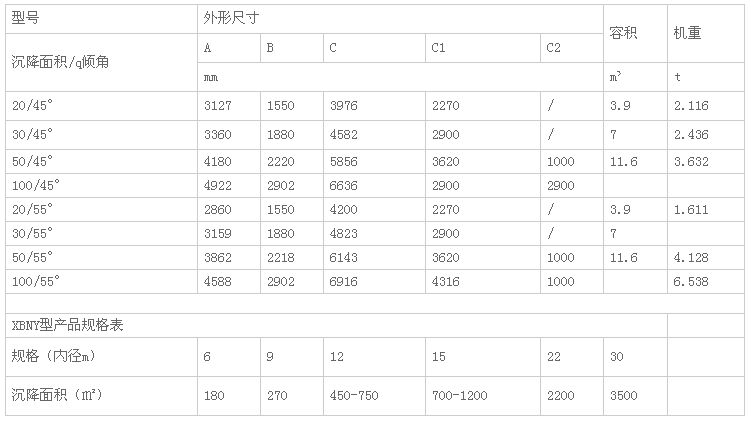 型号 外形尺寸 容积 机重
沉降面积/q倾角 A B C C1 C2
mm m³ t
20/45° 3127 1550 3976 2270 / 3.9 2.116
30/45° 3360 1880 4582 2900 / 7 2.436
50/45° 4180 2220 5856 3620 1000 11.6 3.632
100/45° 4922 2902 6636 2900 2900
20/55° 2860 1550 4200 2270 / 3.9 1.611
30/55° 3159 1880 4823 2900 / 7
50/55° 3862 2218 6143 3620 1000 11.6 4.128
100/55° 4588 2902 6916 4316 1000 6.538
XBNY型产品规格表
规格（内径m） 6 9 12 15 22 30
沉降面积（㎡） 180 270 450-750 700-1200 2200 3500